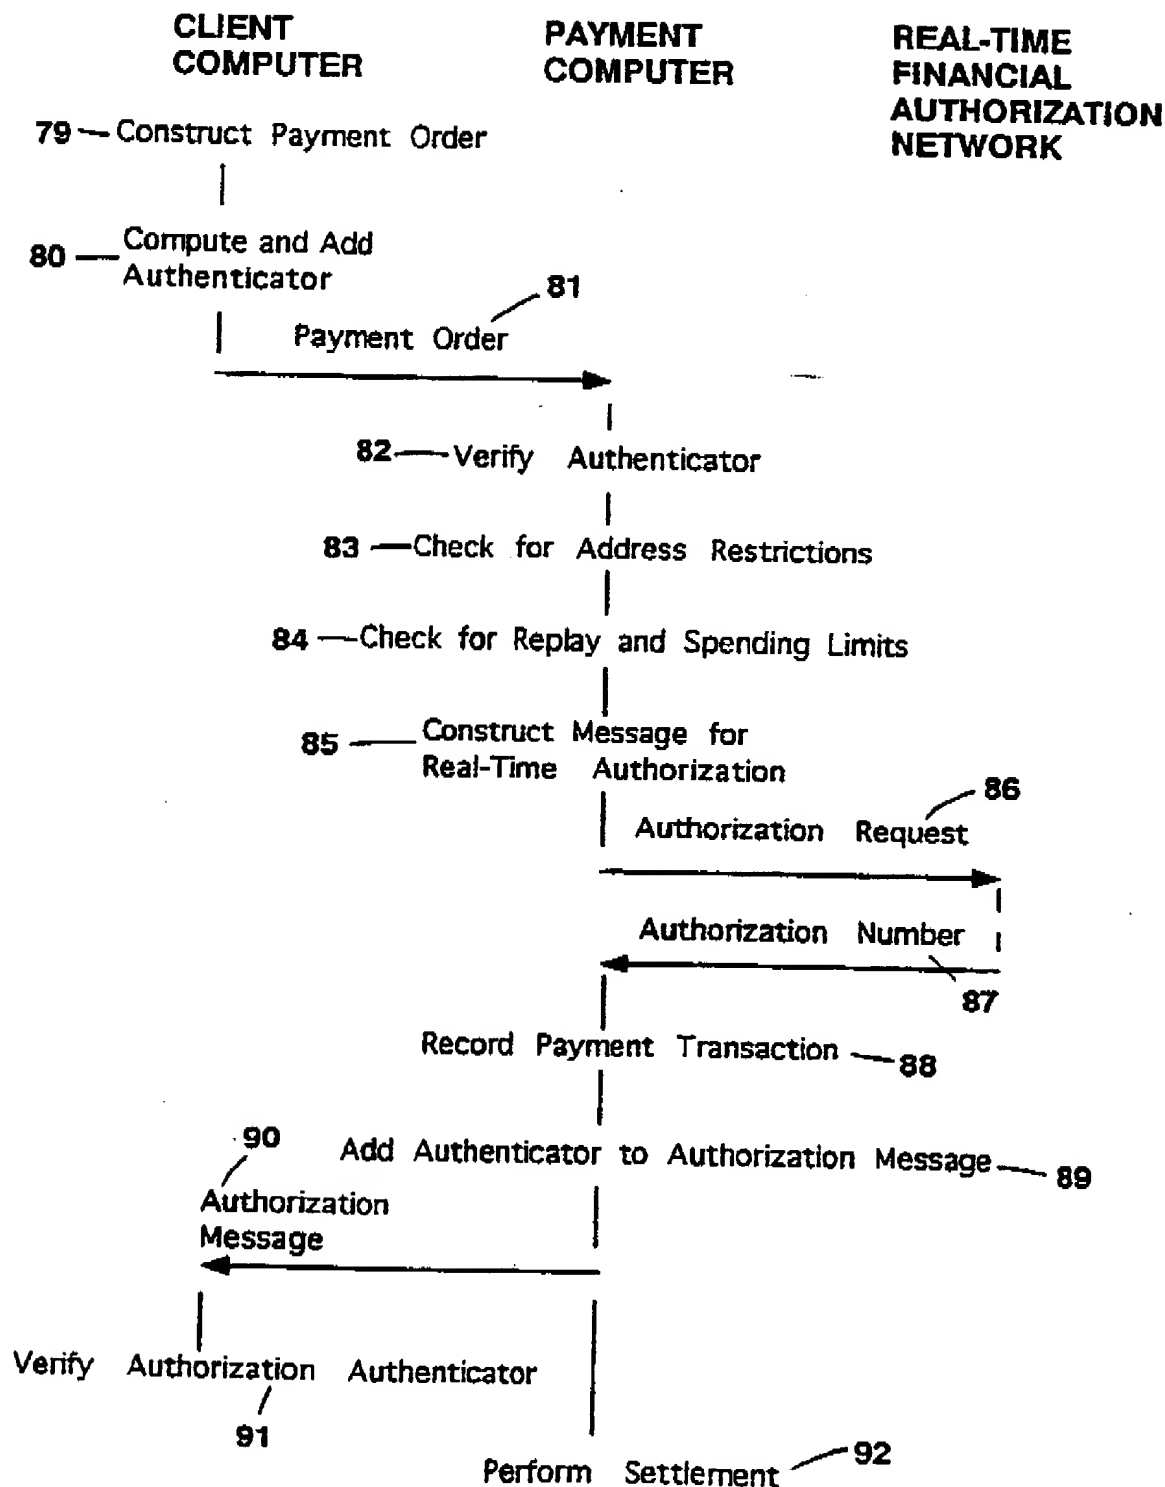 CLIENT
COMPUTER
PAYMENT
COMPUTER
REAL-TIME
FINANCIAL
AUTHORIZATION
NETWORK
79 Construct Payment Order
80 Compute and Add
Authenticator
81
Payment Order
82 Verify Authenticator
83 Check for Address Restrictions
84 Check for Replay and Spending Limits
85 Construct Message for
Real-Time Authorization
86
Authorization Request
Authorization Number
87
Record Payment Transaction 88
90
Add Authenticator to Authorization Message 89
Authorization
Message
Verify Authorization Authenticator
91
92
Perform Settlement